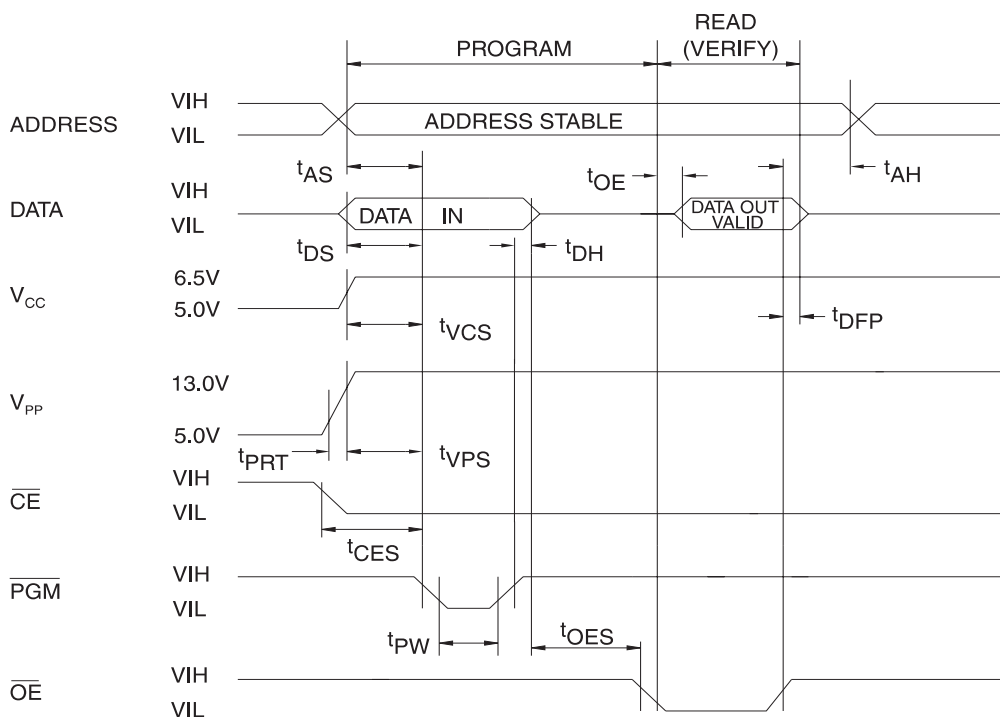 READ
PROGRAM (VERIFY)
ADDRESS VIH
VIL ADDRESS STABLE
tAS tOE tAH
DATA VIH
VIL DATA IN DATA OUT
VALID
tDS tDH
VCC 6.5V
5.0V
tVCS tDFP
VPP 13.0V
5.0V
tPRT tVPS
CE VIH
VIL
tCES
PGM VIH
VIL
tPW tOES
OE VIH
VIL